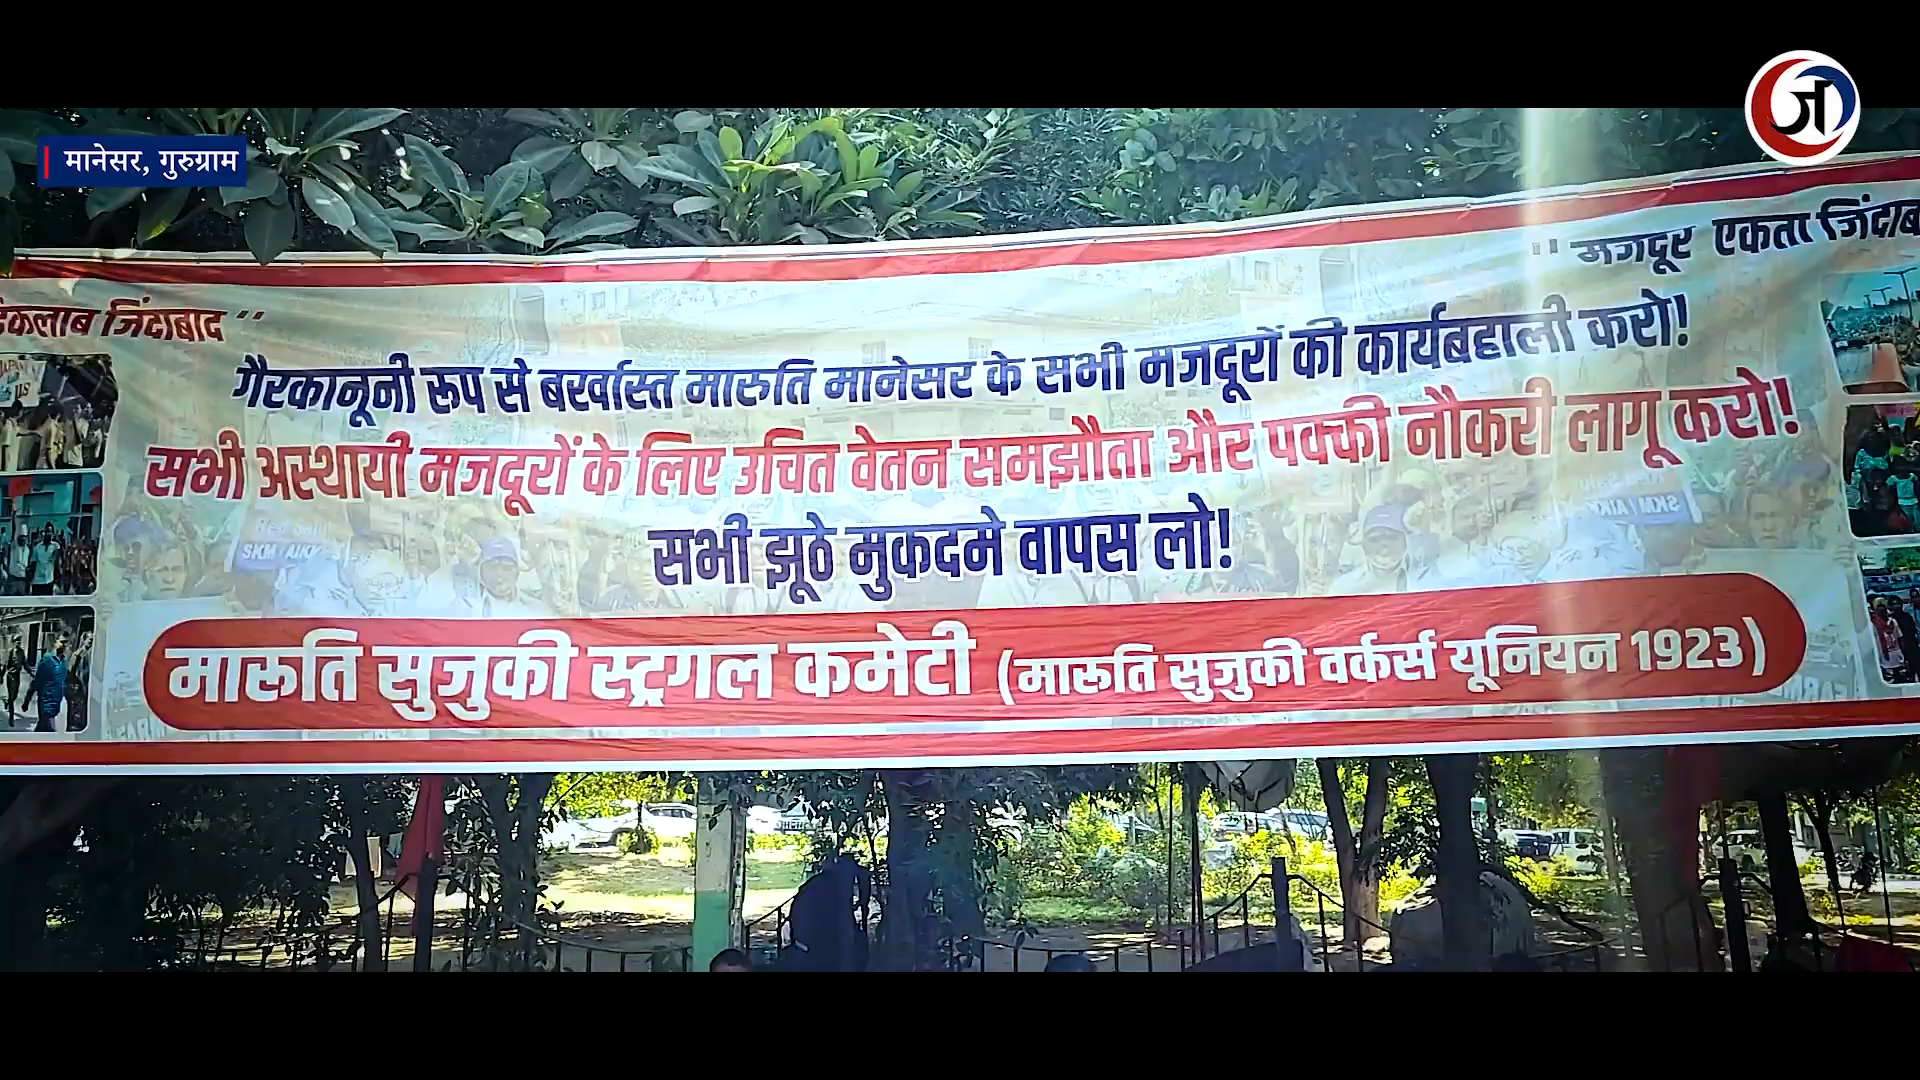 ज
मानेसर, गुरुग्राम
" मजदूर एकता जिंदाब
इंकलाब जिंदाबाद "
गैरकानूनी रूप से बर्खास्त मारुति मानेसर के सभी मजदूरों की कार्यबहाली करो!
सभी अस्थायी मजदूरों के लिए उचित वेतन समझौता और पक्की नौकरी लागू करो!
सभी झूठे मुकदमे वापस लो!
SKM
मारूति सुजुकी स्ट्रगल कमेटी (मारूति सुजुकी वर्कर्स यूनियन 1923)